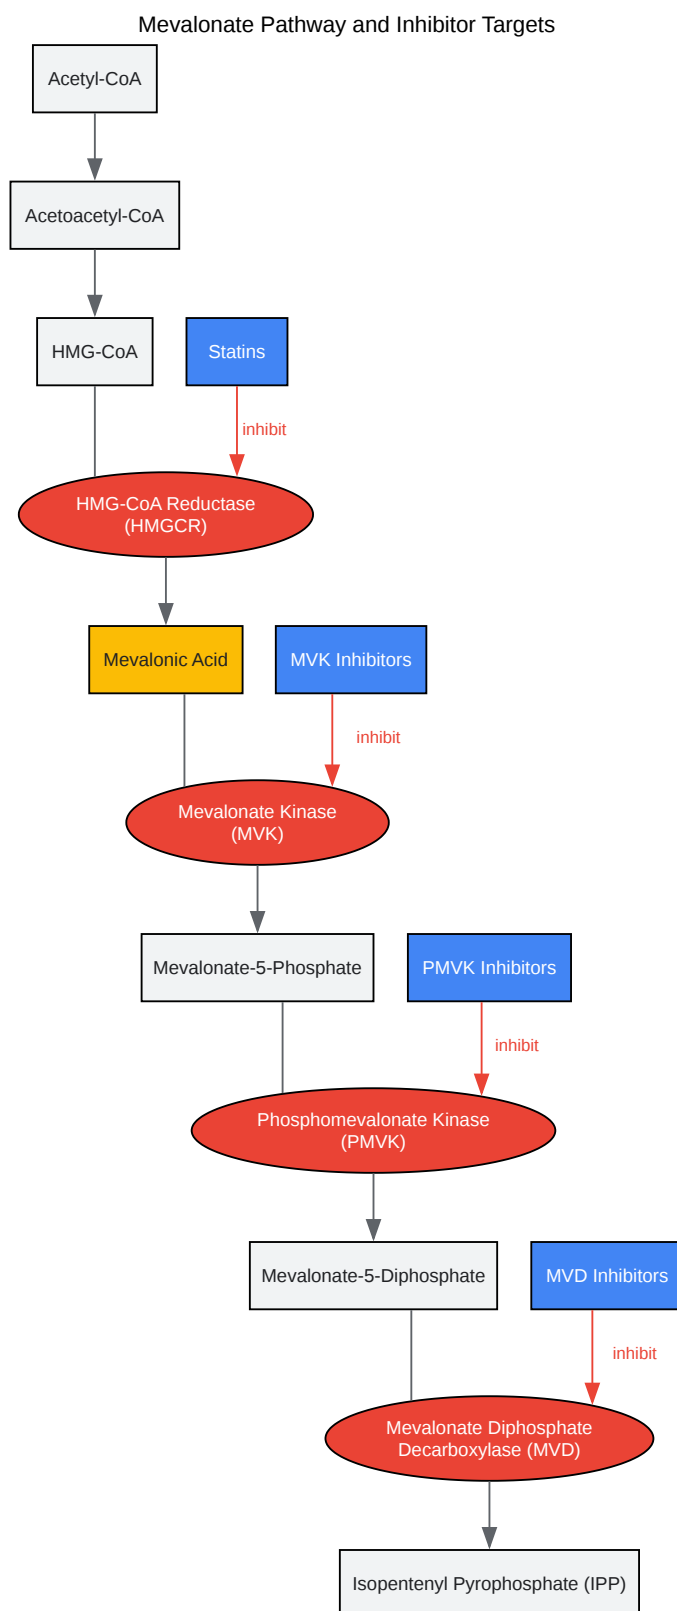 Mevalonate Pathway and Inhibitor Targets
Acetyl-CoA
Acetoacetyl-CoA
HMG-CoA
Statins
inhibit
HMG-CoA Reductase
(HMGCR)
Mevalonic Acid
MVK Inhibitors
inhibit
Mevalonate Kinase
(MVK)
Mevalonate-5-Phosphate
PMVK Inhibitors
inhibit
Phosphomevalonate Kinase
(PMVK)
Mevalonate-5-Diphosphate
MVD Inhibitors
inhibit
Mevalonate Diphosphate
Decarboxylase (MVD)
Isopentenyl Pyrophosphate (IPP)